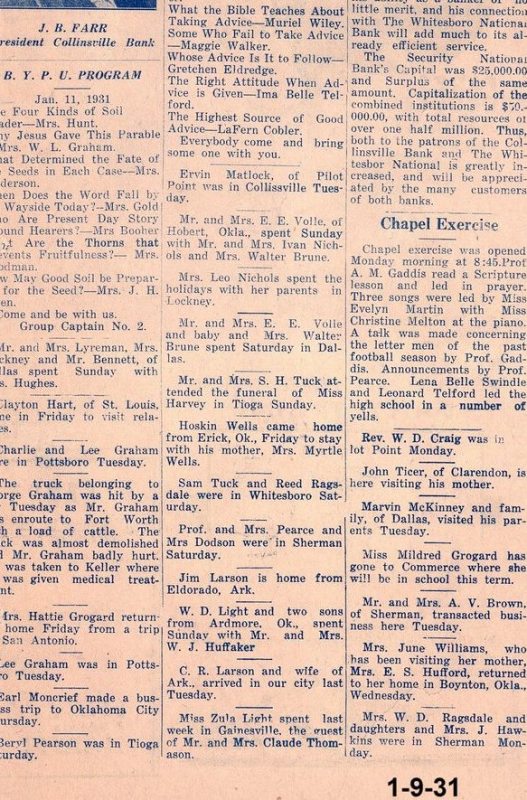 J. B. FARR
resident Collinsville Bank
B. Y. P. U. PROGRAM
Jan. 11, 1931
e Four Kinds of Soil
ader—Mrs. Hunt.
hy Jesus Gave This Parable
Mrs. W. L. Graham.
hat Determined the Fate of
e Seeds in Each Case—Mrs.
derson.
hen Does the Word Fall by
Wayside Today?—Mrs. Gold
ho Are Present Day Story
ound Hearers?—Mrs Booher
Are the Thorns that
events Fruitfulness?— Mrs.
odman.
w May Good Soil be Prepar-
for the Seed?—Mrs. J. H.
en.
Come and be with us.
Group Captain No. 2.
Mr. and Mrs. Lyreman, Mrs.
ckney and Mr. Bennett, of
llas spent Sunday with
s. Hughes.
Clayton Hart, of St. Louis,
me in Friday to visit rela-
es.
Charlie and Lee Graham
re in Pottsboro Tuesday.
The truck belonging to
orge Graham was hit by a
Tuesday as Mr. Graham
s enroute to Fort Worth
h a load of cattle. The
ck was almost demolished
d Mr. Graham badly hurt.
was taken to Keller where
was given medical treat-
nt.
Mrs. Hattie Grogard return-
home Friday from a trip
San Antonio.
Lee Graham was in Potts-
ro Tuesday.
Earl Moncrief made a bus-
ss trip to Oklahoma City
ursday.
Beryl Pearson was in Tioga
turday.
What the Bible Teaches About
Taking Advice—Muriel Wiley.
Some Who Fail to Take Advice
—Maggie Walker.
Whose Advice Is it to Follow—
Gretchen Eldredge.
The Right Attitude When Ad-
vice is Given—Ima Belle Tel-
ford.
The Highest Source of Good
Advice—LaFern Cobler.
Everybody come and bring
some one with you.
Ervin Matlock, of Pilot
Point was in Collissville Tues-
day.
Mr. and Mrs. E. E. Volle, of
Hobert, Okla., spent Sunday
with Mr. and Mrs. Ivan Nich-
ols and Mrs. Walter Brune.
Mrs. Leo Nichols spent the
holidays with her parents in
Lockney.
Mr. and Mrs. E. E. Volle
and baby and Mrs. Walter
Brune spent Saturday in Dal-
las.
Mr. and Mrs. S. H. Tuck at-
tended the funeral of Miss
Harvey in Tioga Sunday.
Hoskin Wells came home
from Erick, Ok., Friday to stay
with his mother, Mrs. Myrtle
Wells.
Sam Tuck and Reed Rags-
dale were in Whitesboro Sat-
urday.
Prof. and Mrs. Pearce and
Mrs Dodson were in Sherman
Saturday.
Jim Larson is home from
Eldorado, Ark.
W. D. Light and two sons
from Ardmore, Ok., spent
Sunday with Mr. and Mrs.
W. J. Huffaker
C. R. Larson and wife of
Ark., arrived in our city last
Tuesday.
Miss Zula Light spent last
week in Gainesville, the guest
of Mr. and Mrs. Claude Thom-
ason.
little merit, and his connection
with The Whitesboro National
Bank will add much to its al-
ready efficient service.
The Security National
Bank's Capital was $25,000.00
and Surplus of the same
amount. Capitalization of the
combined institutions is
000.00, with total resources of
over one half million. Thus,
both to the patrons of the Col-
linsville Bank and The Whi-
tesbor National is greatly in-
creased, and will be appreci-
ated by the many customers
of both banks.
Chapel Exercise
Chapel exercise was opened
Monday morning at 8:45.Prof
A. M. Gaddis read a Scripture
lesson and led in prayer.
Three songs were led by Miss
Evelyn Martin with Miss
Christine Melton at the piano.
A talk was made concerning
the letter men of the past
football season by Prof. Gad-
dis. Announcements by Prof.
Pearce. Lena Belle Swindle
and Leonard Telford led the
high school in a number of
yells.
Rev. W. D. Craig was in
lot Point Monday.
John Ticer, of Clarendon, is
here visiting his mother.
Marvin McKinney and fam-
ily, of Dallas, visited his par-
ents Tuesday.
Miss Mildred Grogard has
gone to Commerce where she
will be in school this term.
Mr. and Mrs. A. V. Brown,
of Sherman, transacted busi-
ness here Tuesday.
Mrs. June Williams, who
has been visiting her mother,
Mrs. E. S. Hufford, returned
to her home in Boynton, Okla.,
Wednesday.
Mrs. W. D. Ragsdale and
daughters and Mrs. J. Haw-
kins were in Sherman Mon-
day.
1-9-31